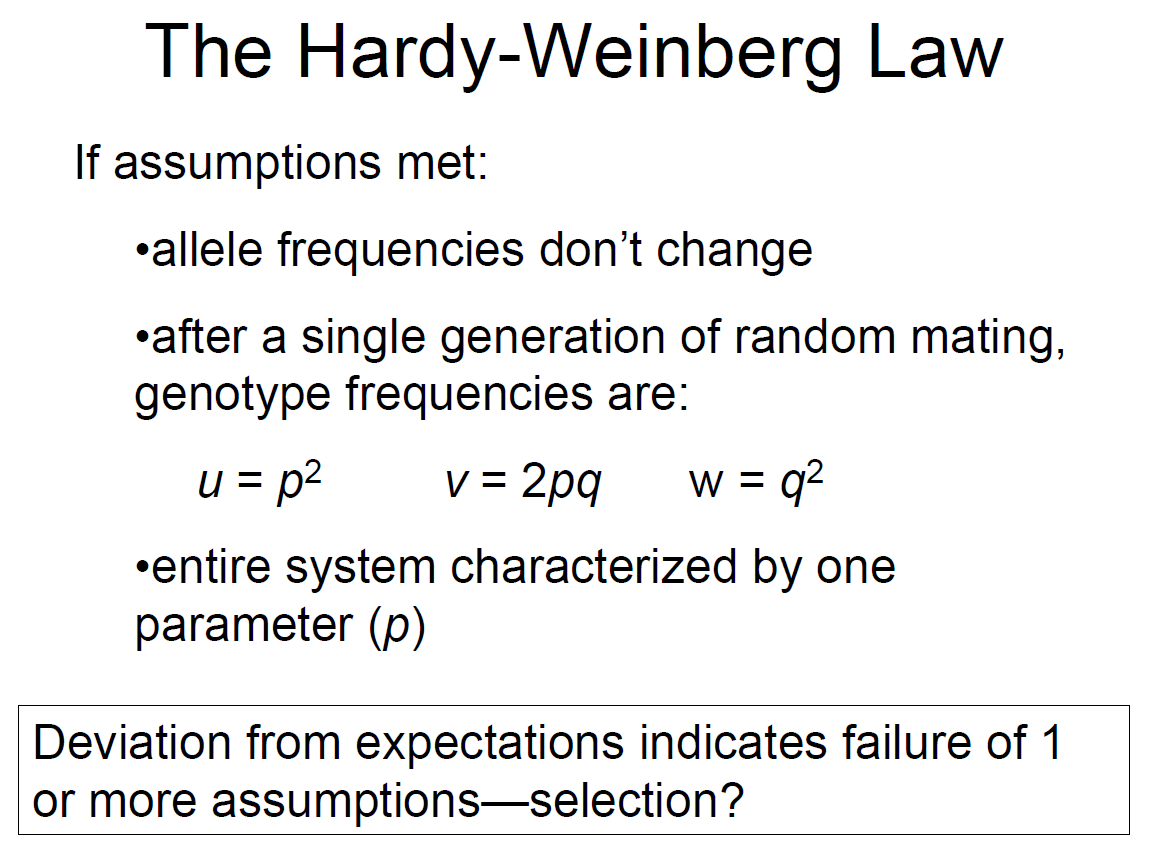 The Hardy-Weinberg Law
If assumptions met:
•allele frequencies don’t change
•after a single generation of random mating,
genotype frequencies are:
u = p² v = 2pq w = q²
•entire system characterized by one
parameter (p)
Deviation from expectations indicates failure of 1
or more assumptions—selection?